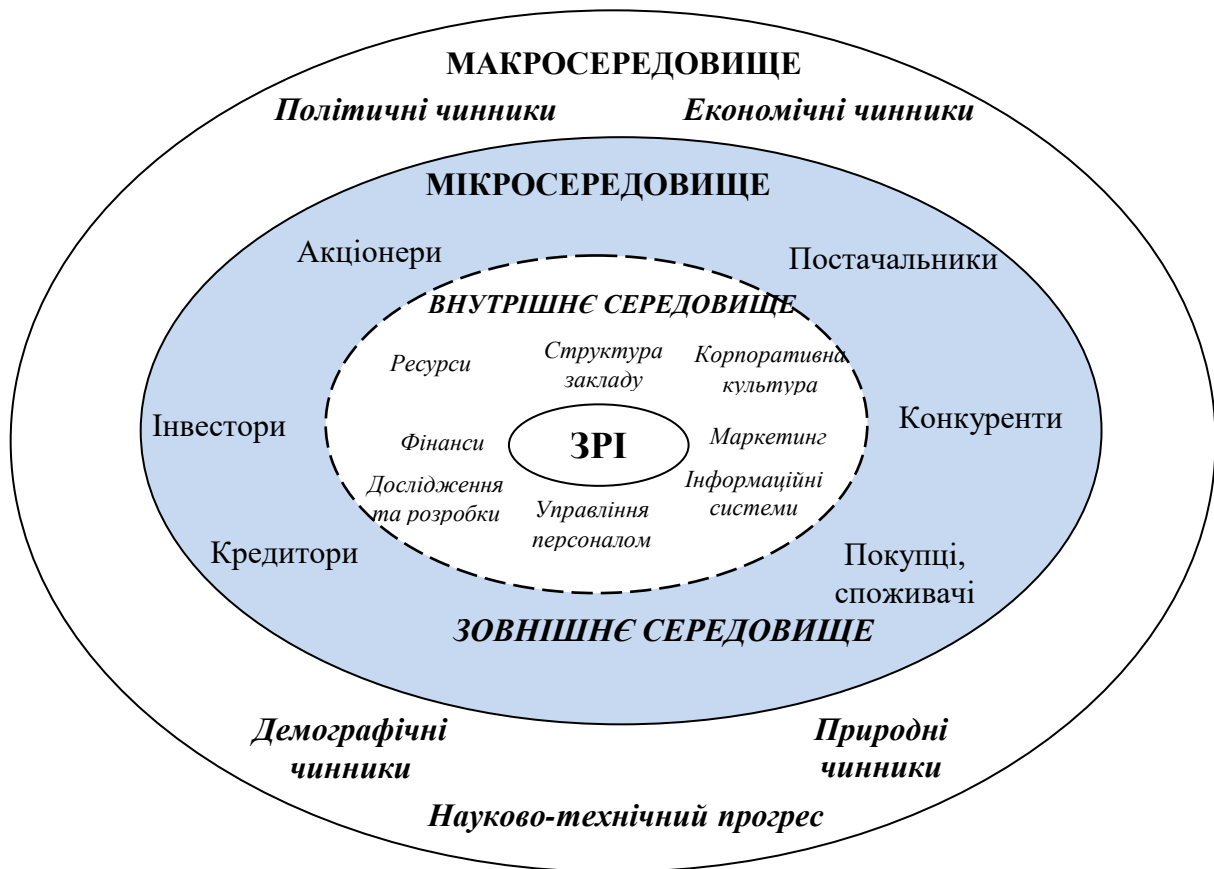 МАКРОСЕРЕДОВИЩЕ
Політичні чинники
Економічні чинники
МІКРОСЕРЕДОВИЩЕ
Акціонери
Постачальники
ВНУТРІШНЄ СЕРЕДОВИЩЕ
Ресурси
Структура
закладу
Корпоративна
культура
Інвестори
Конкуренти
Фінанси
ЗРІ
Маркетинг
Дослідження
та розробки
Управління
персоналом
Інформаційні
системи
Кредитори
Покупці,
споживачі
ЗОВНІШНЄ СЕРЕДОВИЩЕ
Демографічні
чинники
Природні
чинники
Науково-технічний прогрес